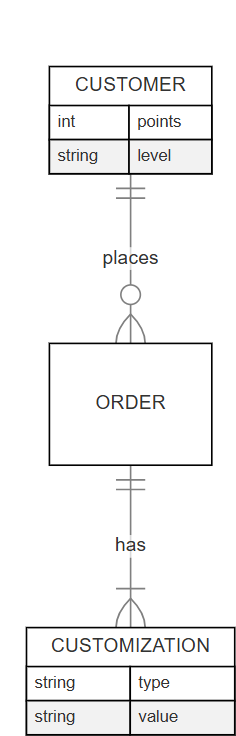 CUSTOMER
int points
string level
places
ORDER
has
CUSTOMIZATION
string type
string value